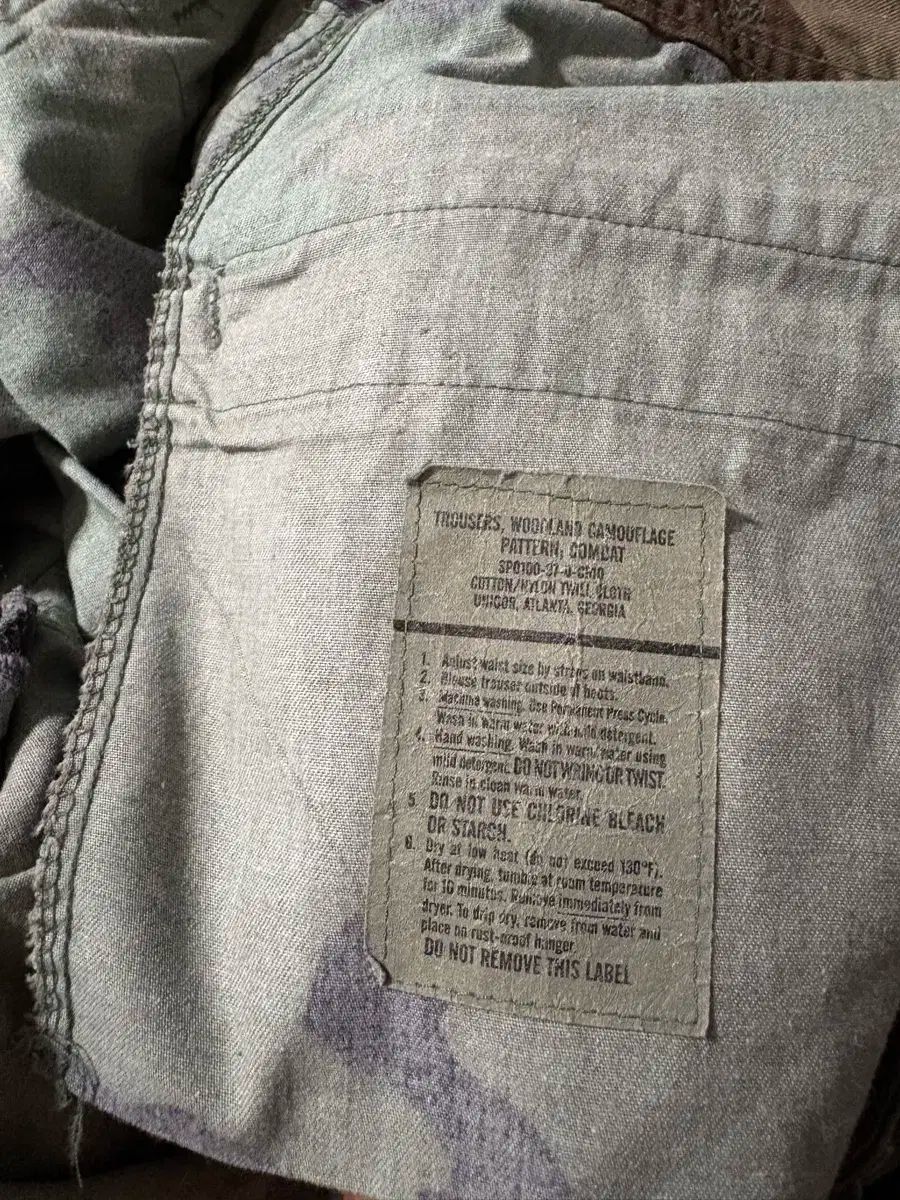 TROUSERS, WOODLAND CAMOUFLAGE
PATTERN, COMBAT
SP0100-97-
COTTON/NYLON TWILL CLOTH
UNICOR, ATLANTA, GEORGIA
1. Adjust waist size by straps on waistband.
2. Blouse trouser outside of boots.
3. Machine washing. Use Permanent Press Cycle.
Wash in warm water with mild detergent.
4. Hand washing. Wash in warm water using
mild detergent. DO NOT WRING OR TWIST.
Rinse in clean warm water.
5. DO NOT USE CHLORINE BLEACH
OR STARCH.
6. Dry at low heat (do not exceed 130°F).
After drying, tumble at room temperature
for 10 minutes. Remove immediately from
dryer. To drip dry, remove from water and
place on rust-proof hanger.
DO NOT REMOVE THIS LABEL